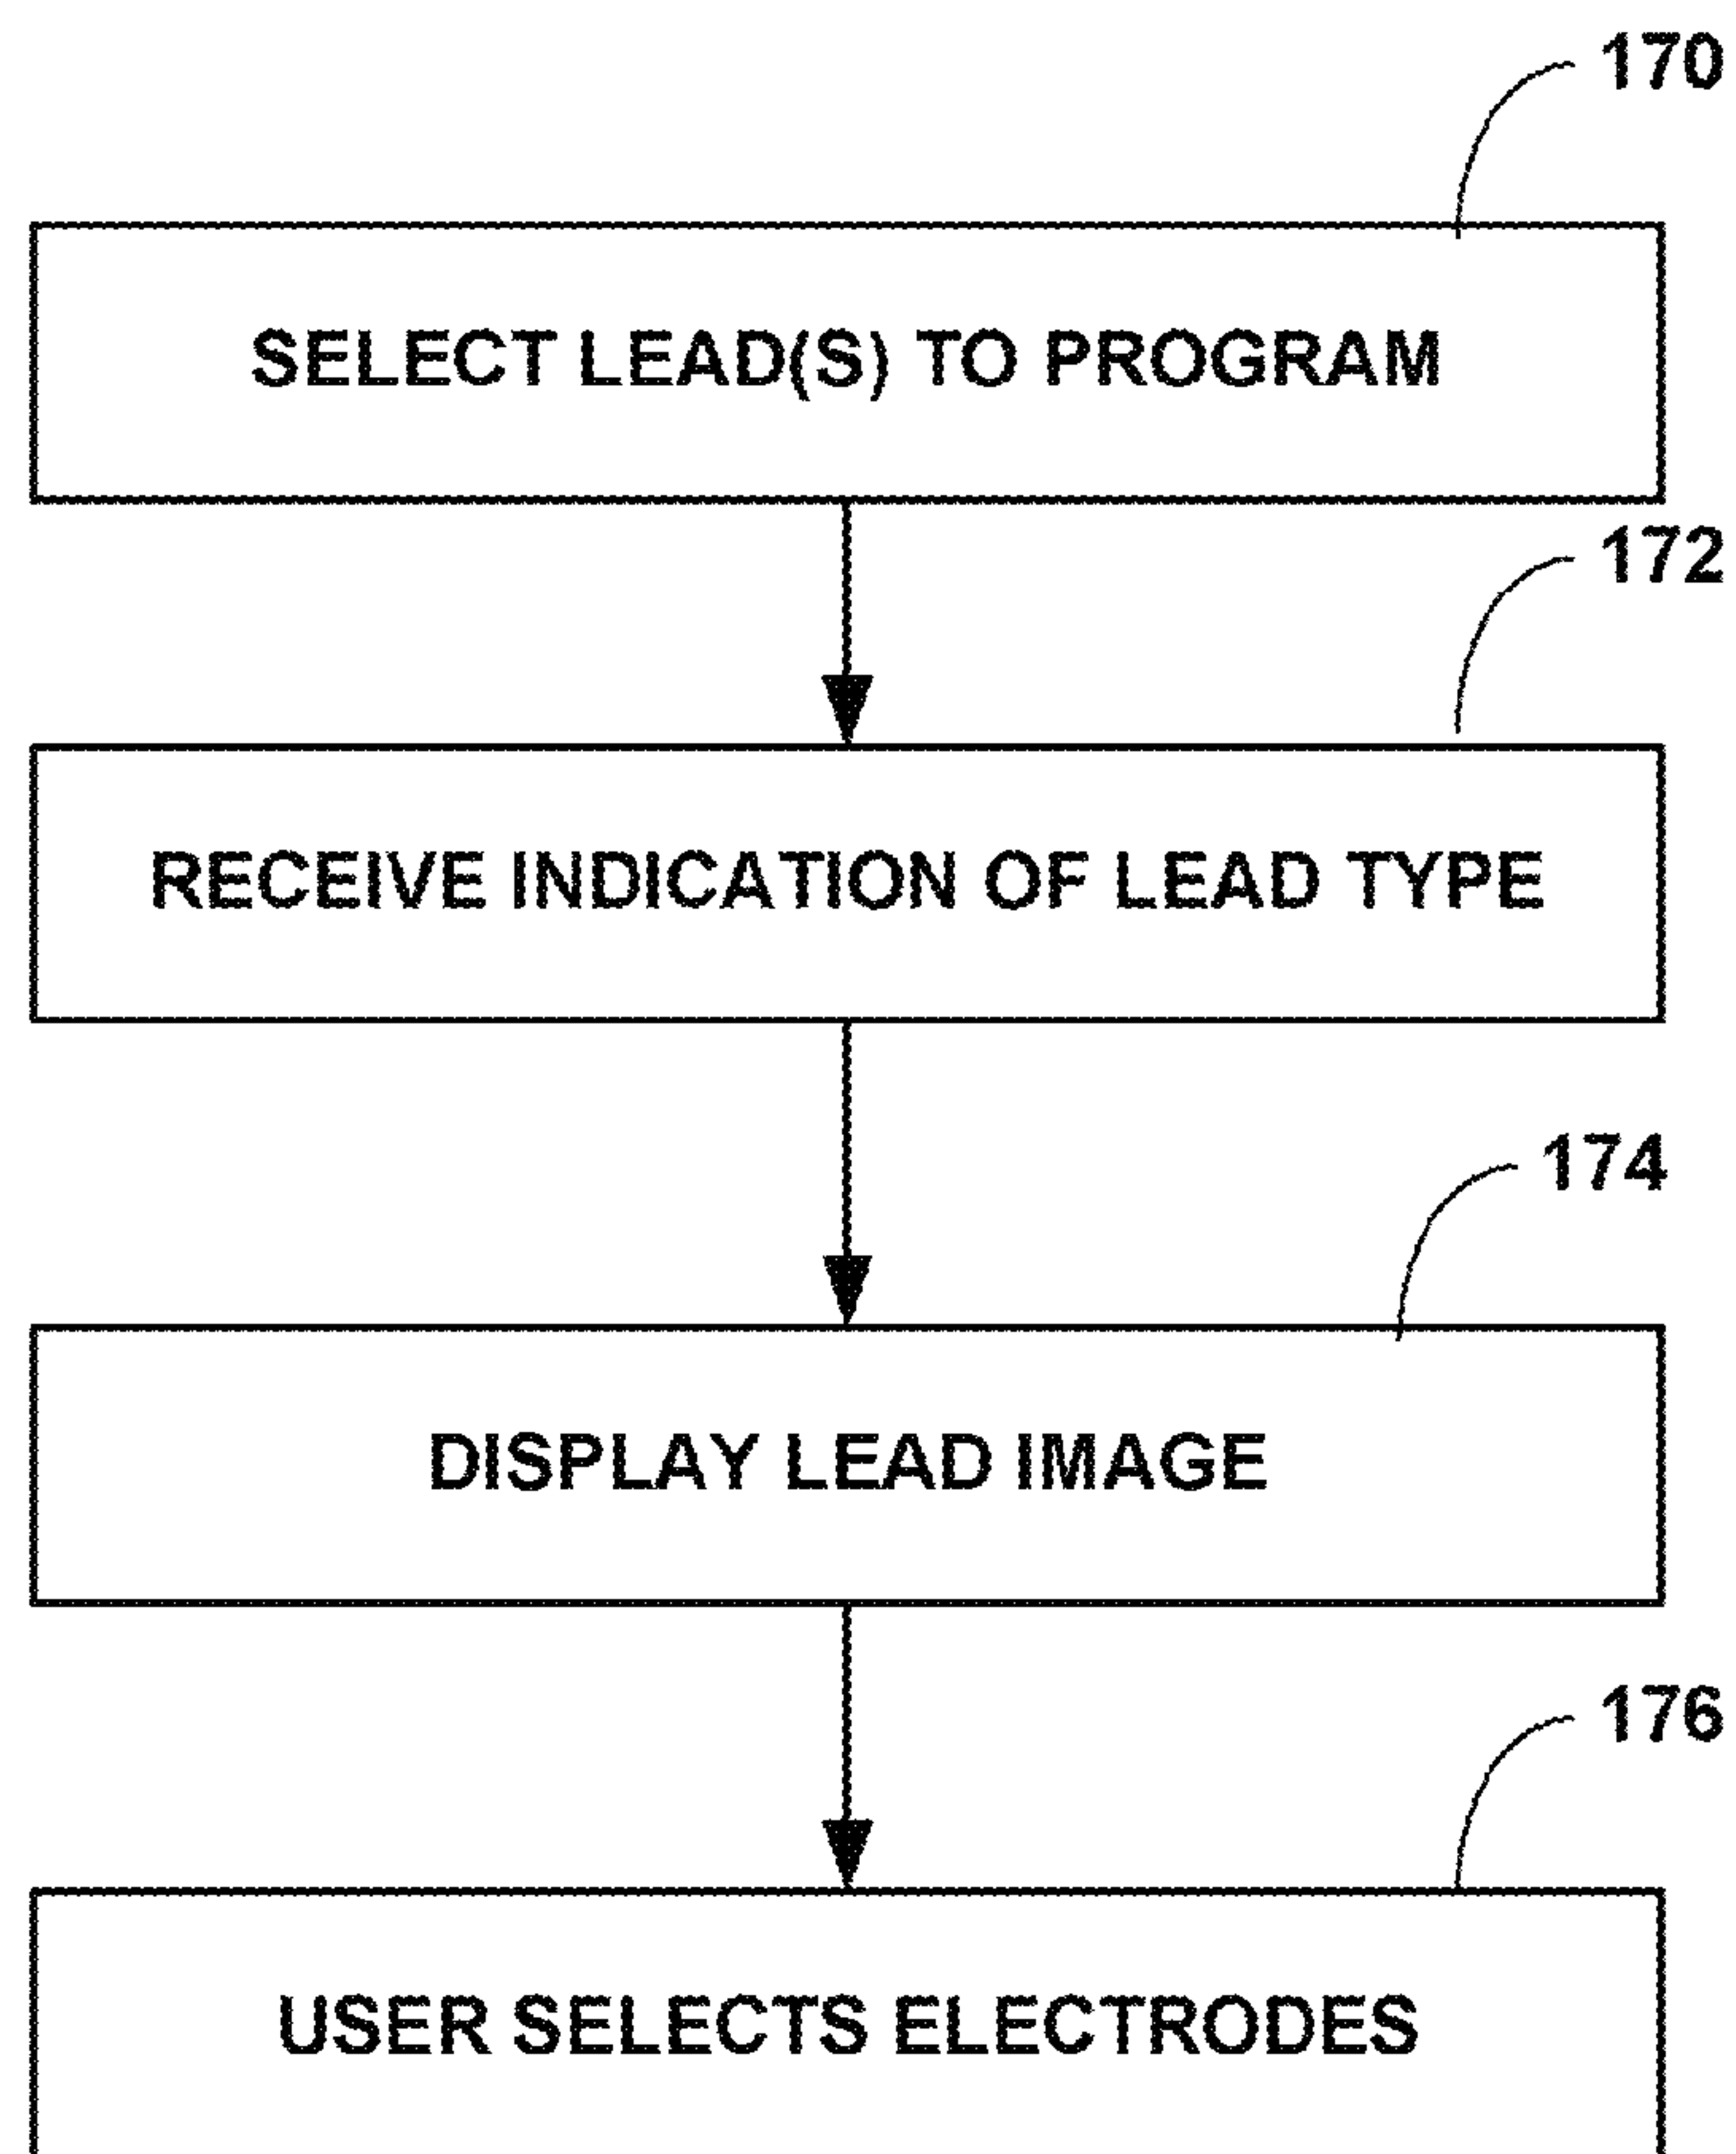 170
SELECT LEAD(S) TO PROGRAM
172
RECEIVE INDICATION OF LEAD TYPE
174
DISPLAY LEAD IMAGE
176
USER SELECTS ELECTRODES